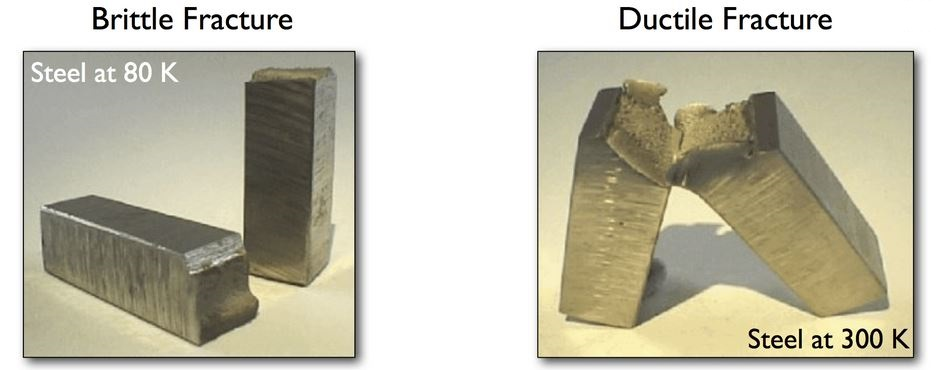 Brittle Fracture
Ductile Fracture
Steel at 80 K
Steel at 300 K